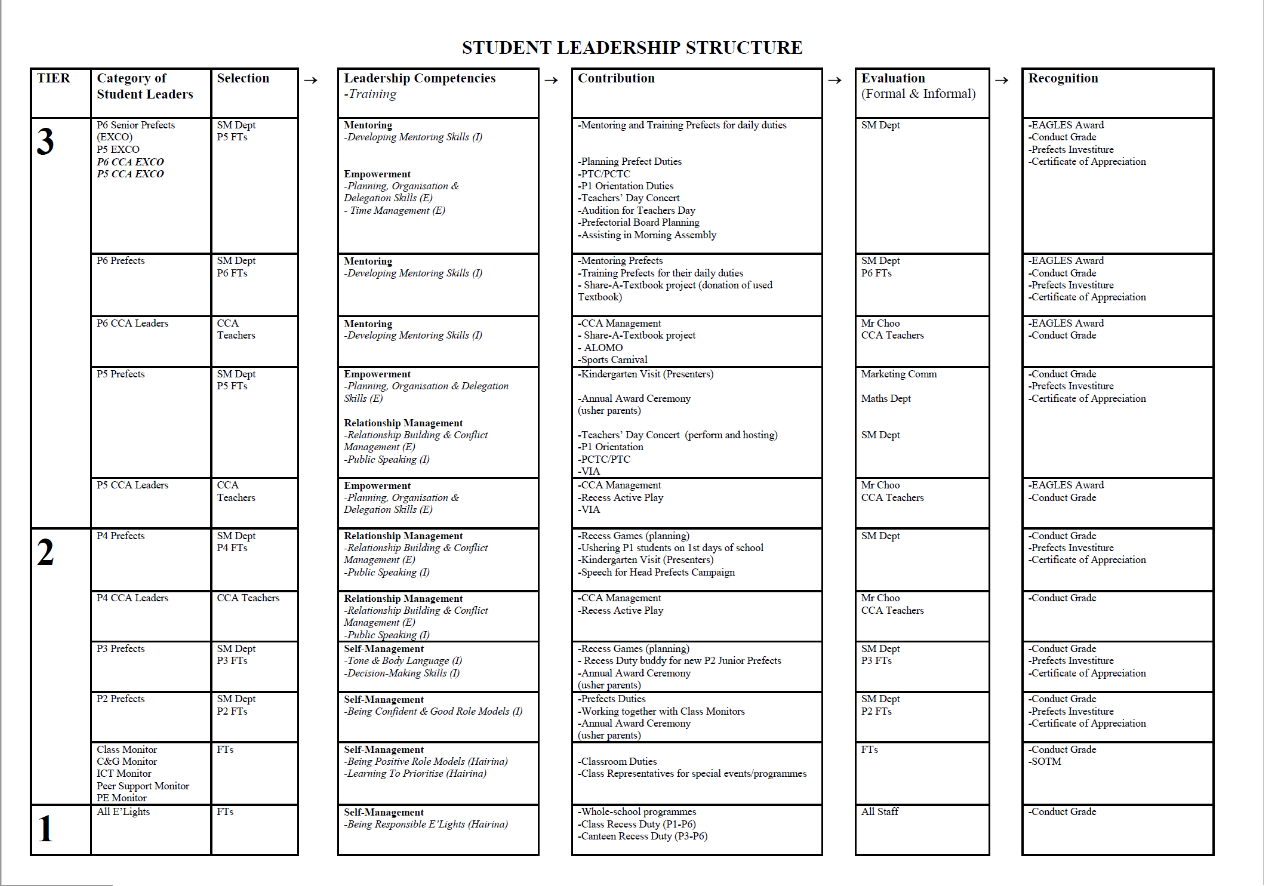 STUDENT LEADERSHIP STRUCTURE
TIER
Category of
Student Leaders
Selection
→
Leadership Competencies
-Training
→
Contribution
→
Evaluation
(Formal & Informal)
→
Recognition
3
P6 Senior Prefects
(EXCO)
P5 EXCO
P6 CCA EXCO
P5 CCA EXCO
SM Dept
P5 FTs
Mentoring
-Developing Mentoring Skills (I)
Empowerment
-Planning, Organisation &
Delegation Skills (E)
- Time Management (E)
-Mentoring and Training Prefects for daily duties
-Planning Prefect Duties
-PTC/PCTC
-P1 Orientation Duties
-Teachers' Day Concert
-Audition for Teachers Day
-Prefectorial Board Planning
-Assisting in Morning Assembly
SM Dept
-EAGLES Award
-Conduct Grade
-Prefects Investiture
-Certificate of Appreciation
P6 Prefects
SM Dept
P6 FTs
Mentoring
-Developing Mentoring Skills (I)
-Mentoring Prefects
-Training Prefects for their daily duties
- Share-A-Textbook project (donation of used
Textbook)
SM Dept
P6 FTs
-EAGLES Award
-Conduct Grade
-Prefects Investiture
-Certificate of Appreciation
P6 CCA Leaders
CCA
Teachers
Mentoring
-Developing Mentoring Skills (I)
-CCA Management
- Share-A-Textbook project
- ALOMO
-Sports Carnival
Mr Choo
CCA Teachers
-EAGLES Award
-Conduct Grade
P5 Prefects
SM Dept
P5 FTs
Empowerment
-Planning, Organisation & Delegation
Skills (E)
Relationship Management
-Relationship Building & Conflict
Management (E)
-Public Speaking (I)
-Kindergarten Visit (Presenters)
-Annual Award Ceremony
(usher parents)
-Teachers' Day Concert (perform and hosting)
-P1 Orientation
-PCTC/PTC
-VIA
Marketing Comm
Maths Dept
SM Dept
-Conduct Grade
-Prefects Investiture
-Certificate of Appreciation
P5 CCA Leaders
CCA
Teachers
Empowerment
-Planning, Organisation &
Delegation Skills (E)
-CCA Management
-Recess Active Play
-VIA
Mr Choo
CCA Teachers
-EAGLES Award
-Conduct Grade
2
P4 Prefects
SM Dept
P4 FTs
Relationship Management
-Relationship Building & Conflict
Management (E)
-Public Speaking (I)
-Recess Games (planning)
-Ushering P1 students on 1st days of school
-Kindergarten Visit (Presenters)
-Speech for Head Prefects Campaign
SM Dept
-Conduct Grade
-Prefects Investiture
-Certificate of Appreciation
P4 CCA Leaders
CCA Teachers
Relationship Management
-Relationship Building & Conflict
Management (E)
-Public Speaking (I)
-CCA Management
-Recess Active Play
Mr Choo
CCA Teachers
-Conduct Grade
P3 Prefects
SM Dept
P3 FTs
Self-Management
-Tone & Body Language (I)
-Decision-Making Skills (I)
-Recess Games (planning)
- Recess Duty buddy for new P2 Junior Prefects
-Annual Award Ceremony
(usher parents)
SM Dept
P3 FTs
-Conduct Grade
-Prefects Investiture
-Certificate of Appreciation
P2 Prefects
SM Dept
P2 FTs
Self-Management
-Being Confident & Good Role Models (I)
-Prefects Duties
-Working together with Class Monitors
-Annual Award Ceremony
(usher parents)
SM Dept
P2 FTs
-Conduct Grade
-Prefects Investiture
-Certificate of Appreciation
Class Monitor
C&G Monitor
ICT Monitor
Peer Support Monitor
PE Monitor
FTs
Self-Management
-Being Positive Role Models (Hairina)
-Learning To Prioritise (Hairina)
-Classroom Duties
-Class Representatives for special events/programmes
FTs
-Conduct Grade
-SOTM
1
All E'Lights
FTs
Self-Management
-Being Responsible E'Lights (Hairina)
-Whole-school programmes
-Class Recess Duty (P1-P6)
-Canteen Recess Duty (P3-P6)
All Staff
-Conduct Grade